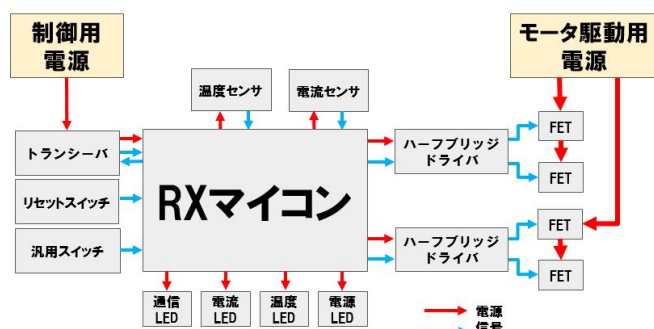 制御用
電源
モータ駆動用
電源
温度センサ
電流センサ
トランシーバ
リセットスイッチ
汎用スイッチ
RXマイコン
ハーフブリッジ
ドライバ
FET
FET
ハーフブリッジ
ドライバ
FET
FET
通信
LED
電流
LED
温度
LED
電源
LED
電源
信号